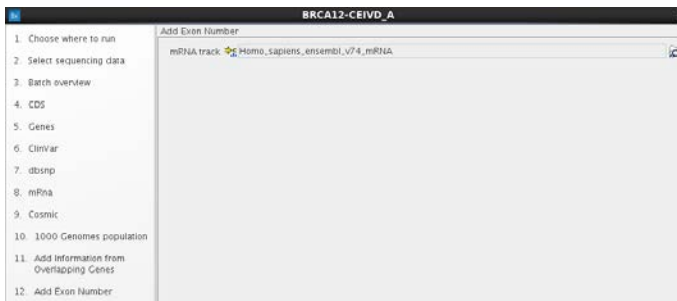 BRCA12-CEIVD_A
1. Choose where to run
2. Select sequencing data
3. Batch overview
4. CDS
5. Genes
6. ClinVar
7. dbsnp
8. mRna
9. Cosmic
10. 1000 Genomes population
11. Add Information from
Overlapping Genes
12. Add Exon Number
Add Exon Number
mRNA track Homo_sapiens_ensembl_v74_mRNA